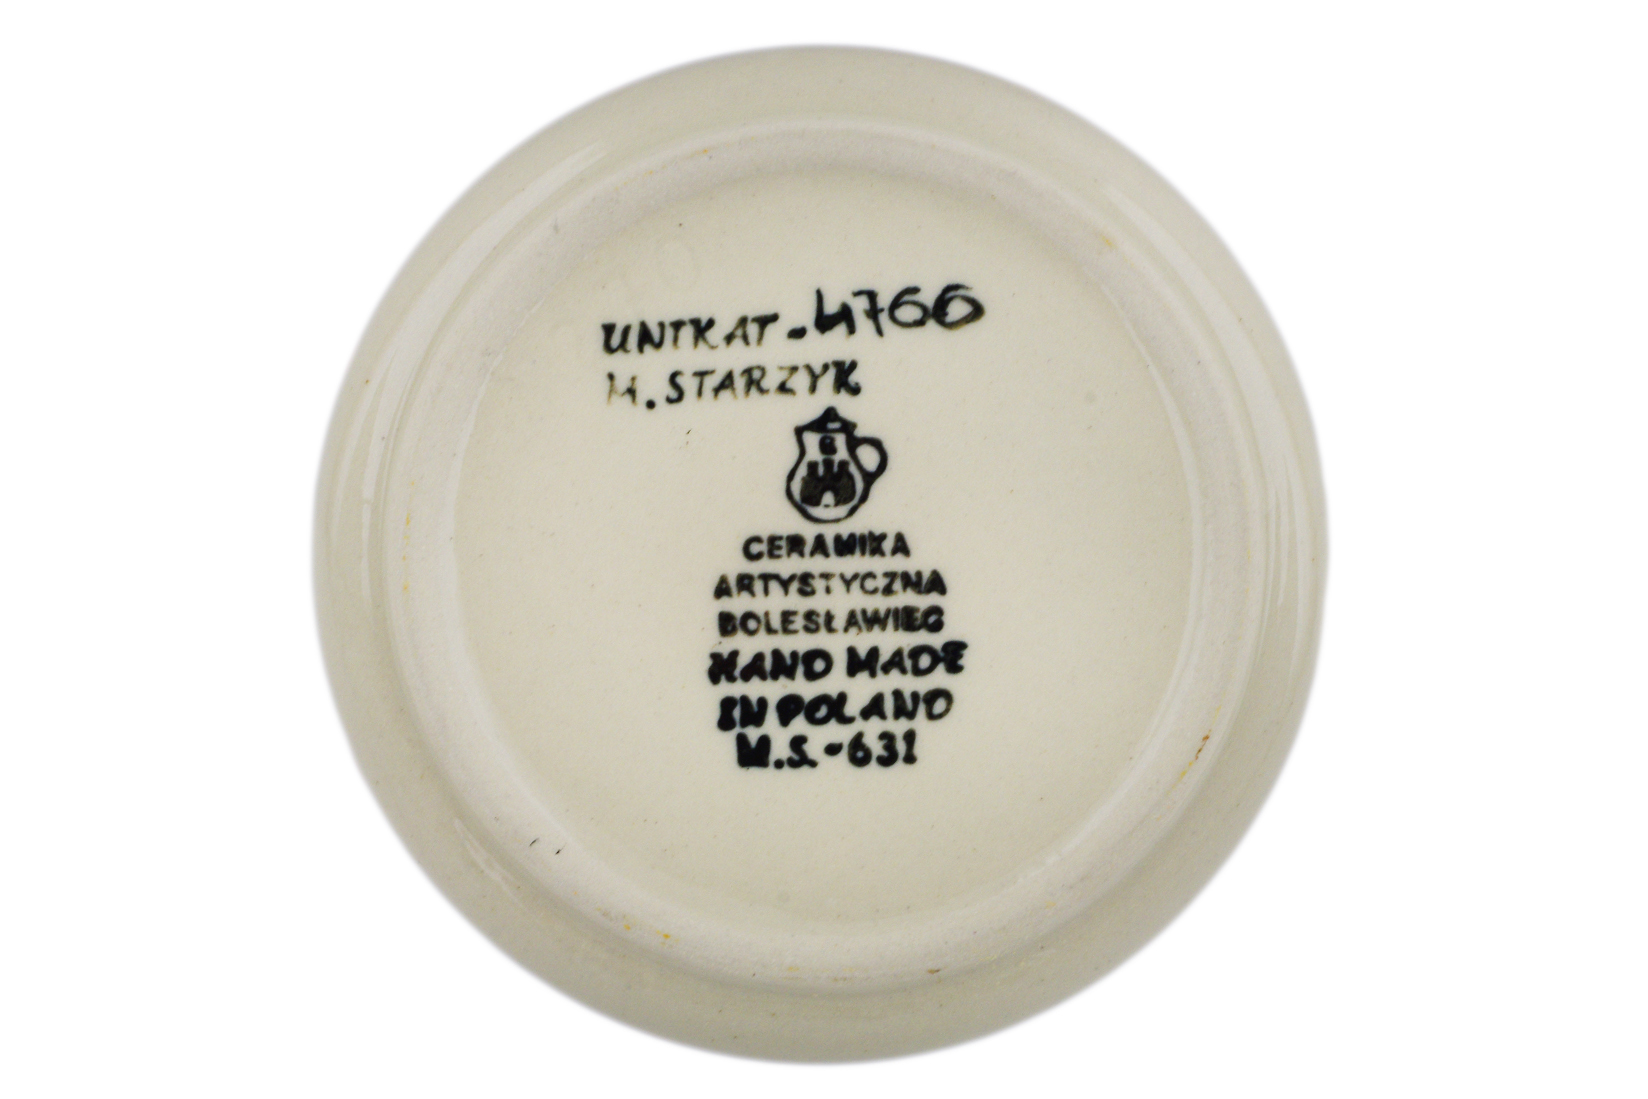 UNIKAT-4766
M. STARZYK
CERAMIKA
ARTYSTYCZNA
BOLESŁAWIEC
HAND MADE
IN POLAND
M.S.-631